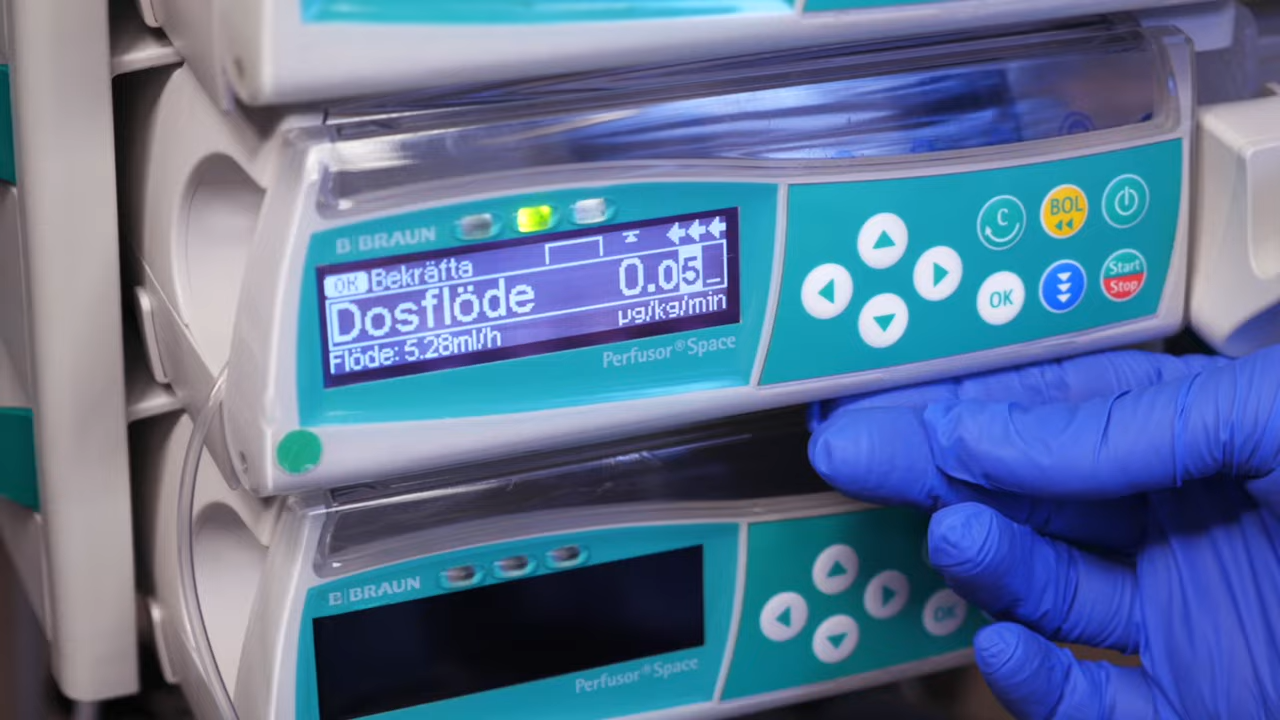 B|BRAUN
OK Bekräfta
Dosflöde 0.05_
µg/kg/min
Flöde: 5.28ml/h
Perfusor® Space
C
BOL
OK
Start
Stop
B|BRAUN
Perfusor® Space
OK